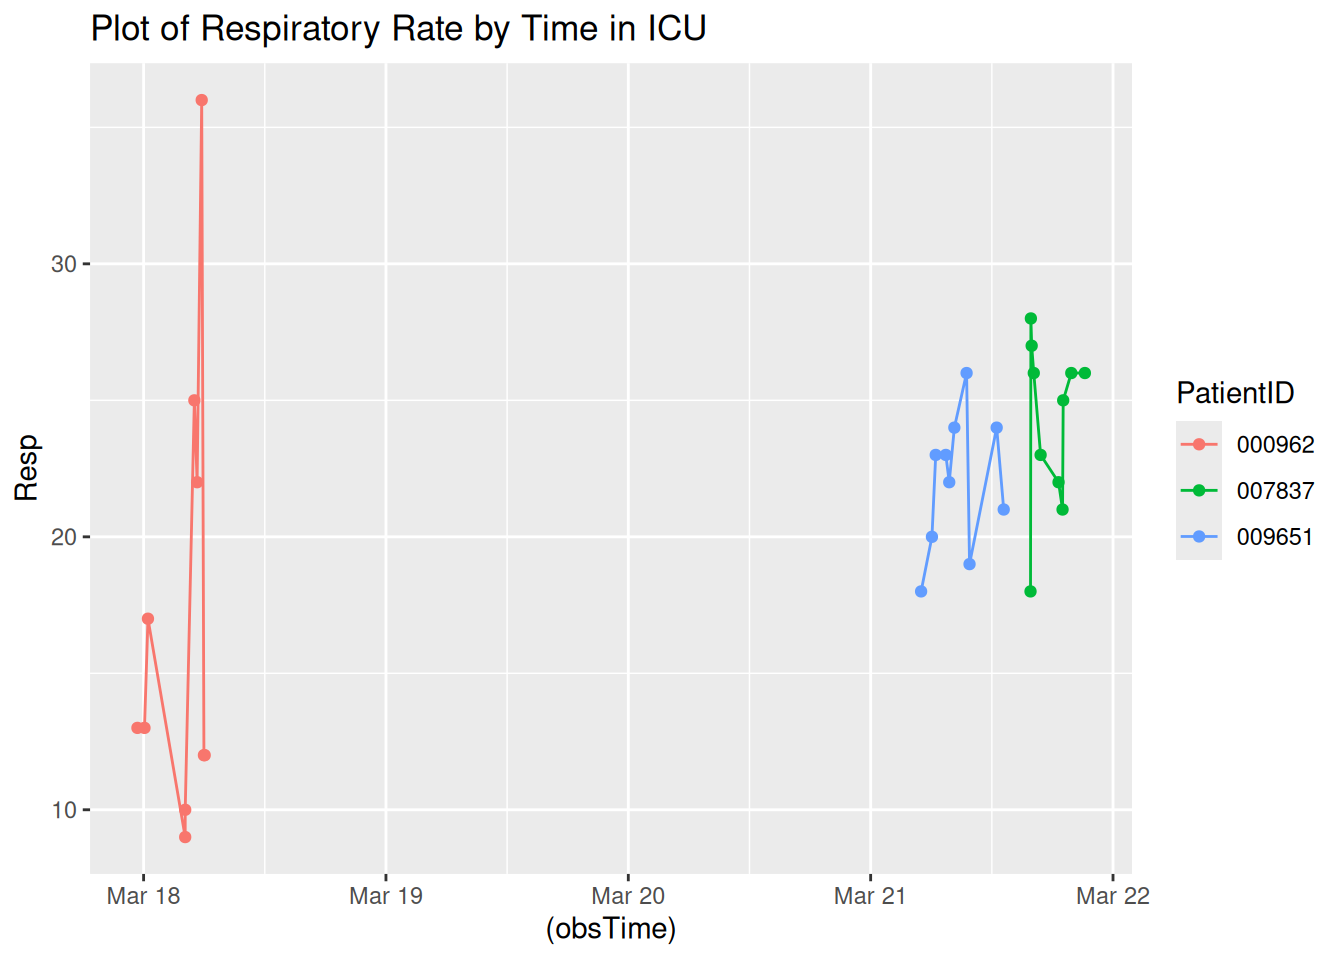 Plot of Respiratory Rate by Time in ICU
Resp
30
20
10
Mar 18
Mar 19
Mar 20
Mar 21
Mar 22
(obsTime)
PatientID
000962
007837
009651